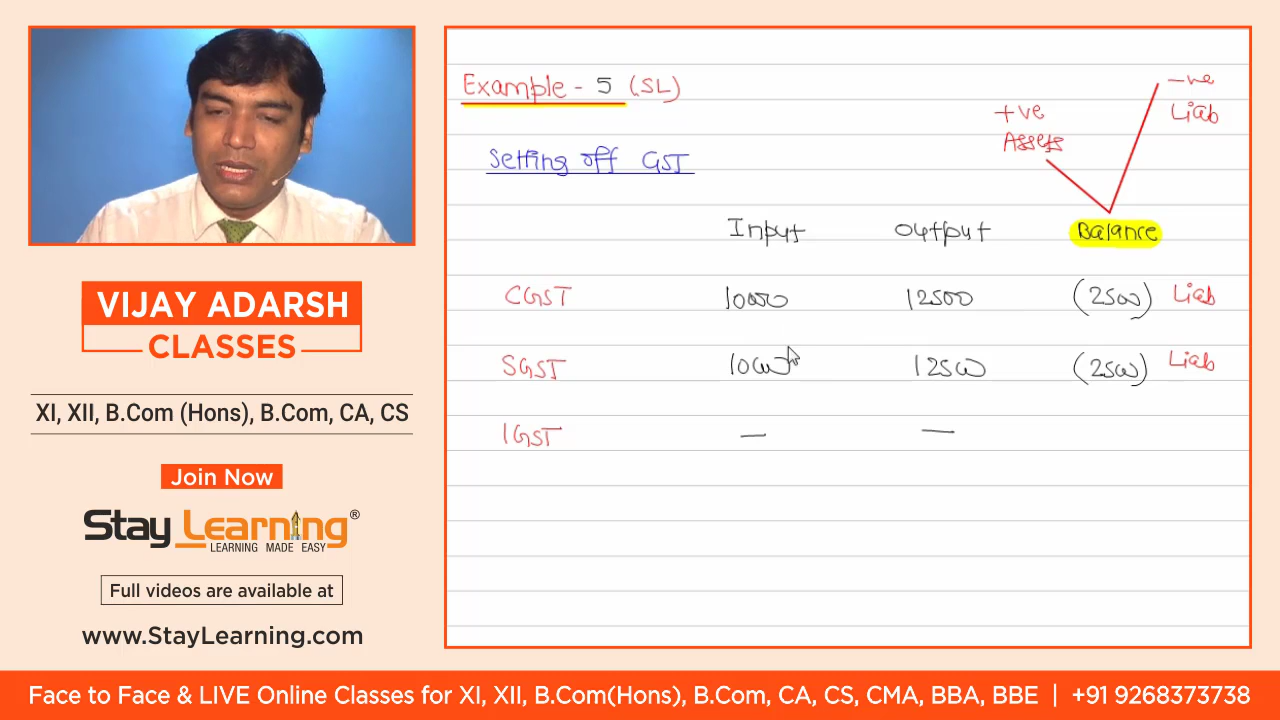 VIJAY ADARSH
CLASSES
XI, XII, B.Com (Hons), B.Com, CA, CS
Join Now
Stay Learning®
LEARNING MADE EASY
Full videos are available at
www.StayLearning.com
Example - 5 (SL)
+ve
Assets
-ve
Liab
Setting off GST
Input Output Balance
CGST 10000 12500 (2500) Liab
SGST 10000 12500 (2500) Liab
IGST — —
Face to Face & LIVE Online Classes for XI, XII, B.Com(Hons), B.Com, CA, CS, CMA, BBA, BBE | +91 9268373738